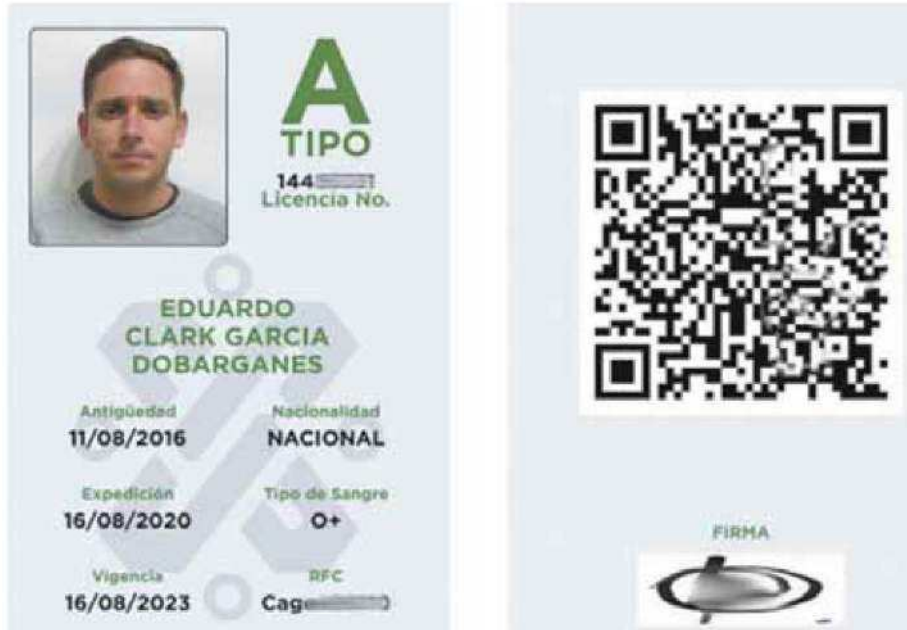 A
TIPO
144
Licencia No.
EDUARDO
CLARK GARCIA
DOBARGANES
Antigüedad
11/08/2016
Nacionalidad
NACIONAL
Expedición
16/08/2020
Tipo de Sangre
O+
Vigencia
16/08/2023
RFC
Cag
FIRMA